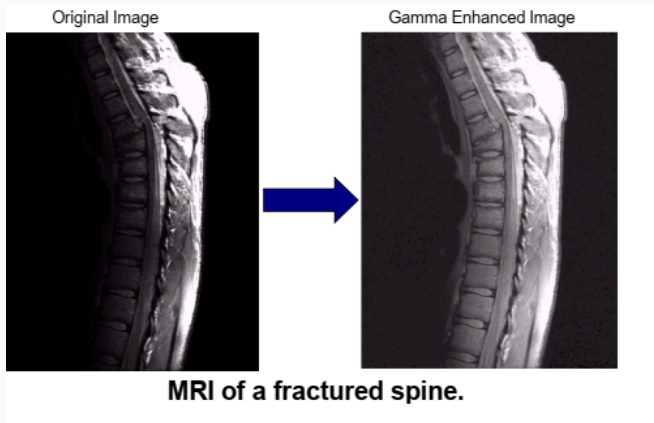 Original Image
Gamma Enhanced Image
MRI of a fractured spine.